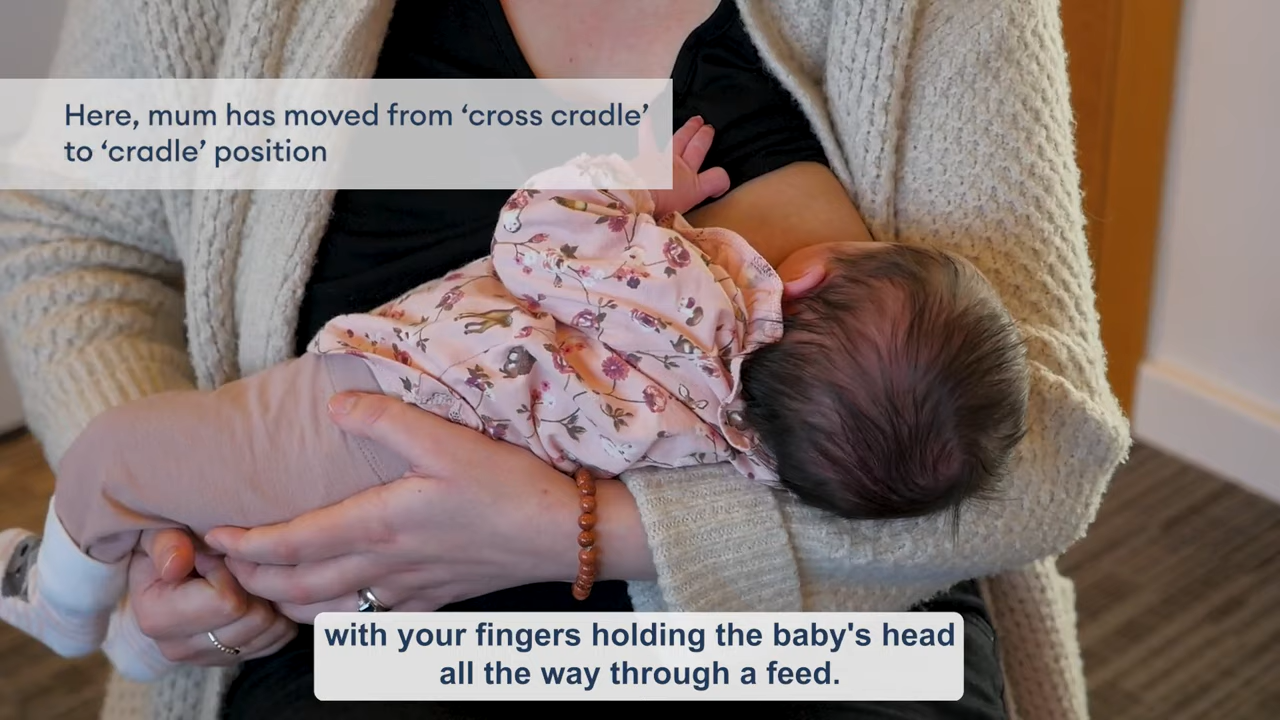 Here, mum has moved from ‘cross cradle’
to ‘cradle’ position
with your fingers holding the baby's head
all the way through a feed.